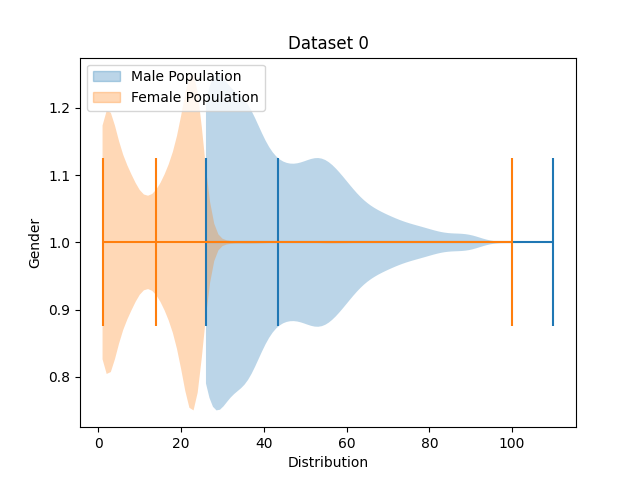 Dataset 0
Male Population
Female Population
1.2
1.1
1.0
0.9
0.8
Gender
0 20 40 60 80 100
Distribution